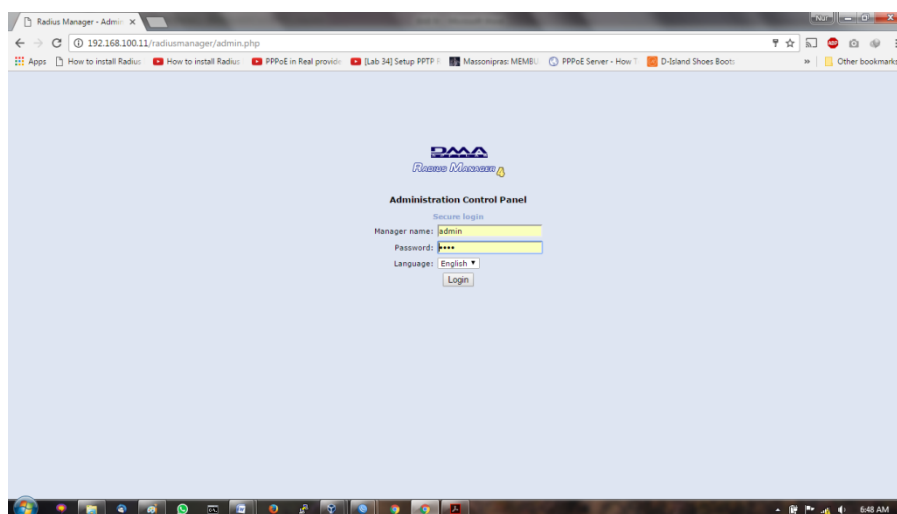 Radius Manager - Admin
Nur
192.168.100.11/radiusmanager/admin.php
Apps How to install Radius How to install Radius PPPoE in Real provide [Lab 34] Setup PPTP Massonipras: MEMBU PPPoE Server - How T D-Island Shoes Boots Other bookmarks
DMA
RADIUS MANAGER 4
Administration Control Panel
Secure login
Manager name: admin
Password: ••••
Language: English
Login
6:48 AM